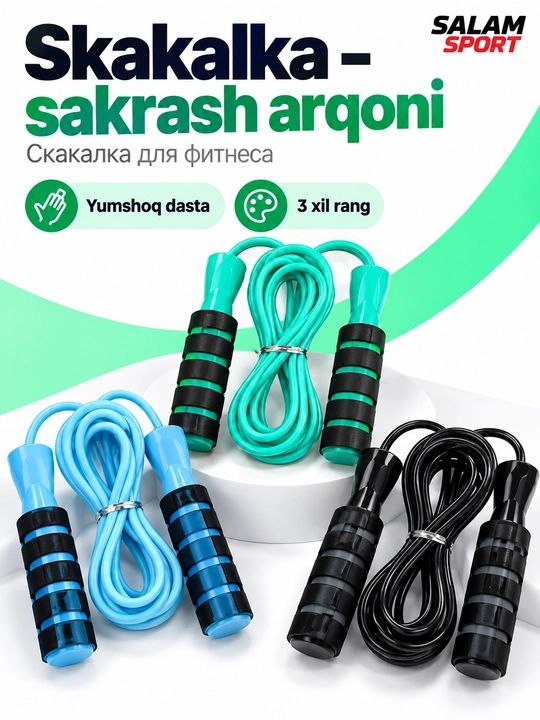 SALAM
SPORT
Skakalka –
sakrash arqoni
Скакалка для фитнеса
Yumshoq dasta
3 xil rang